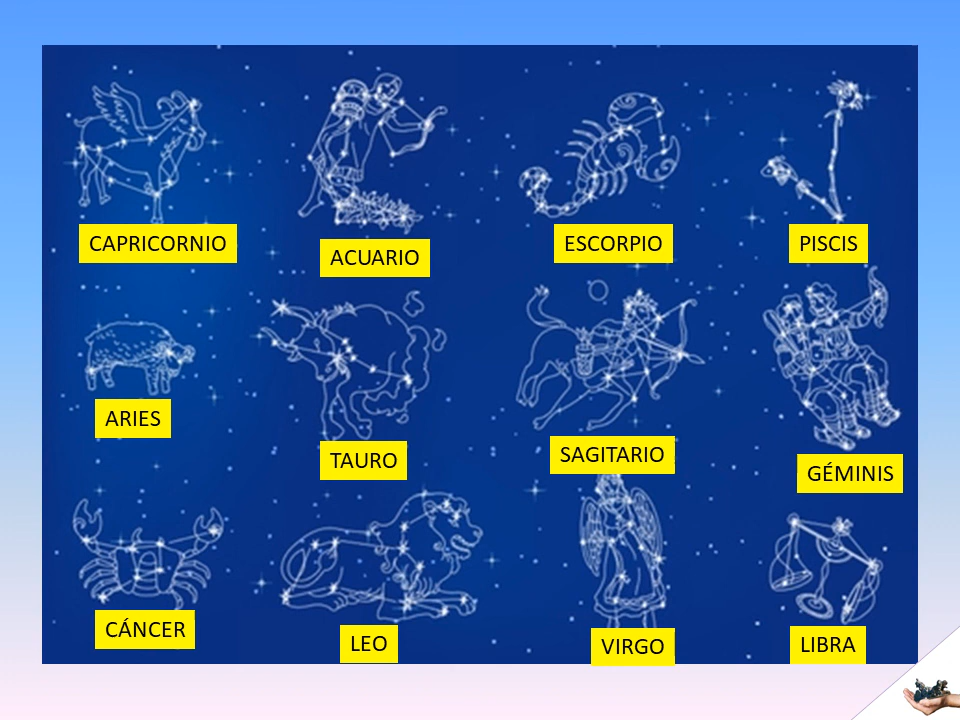 CAPRICORNIO
ACUARIO
ESCORPIO
PISCIS
ARIES
TAURO
SAGITARIO
GÉMINIS
CÁNCER
LEO
VIRGO
LIBRA